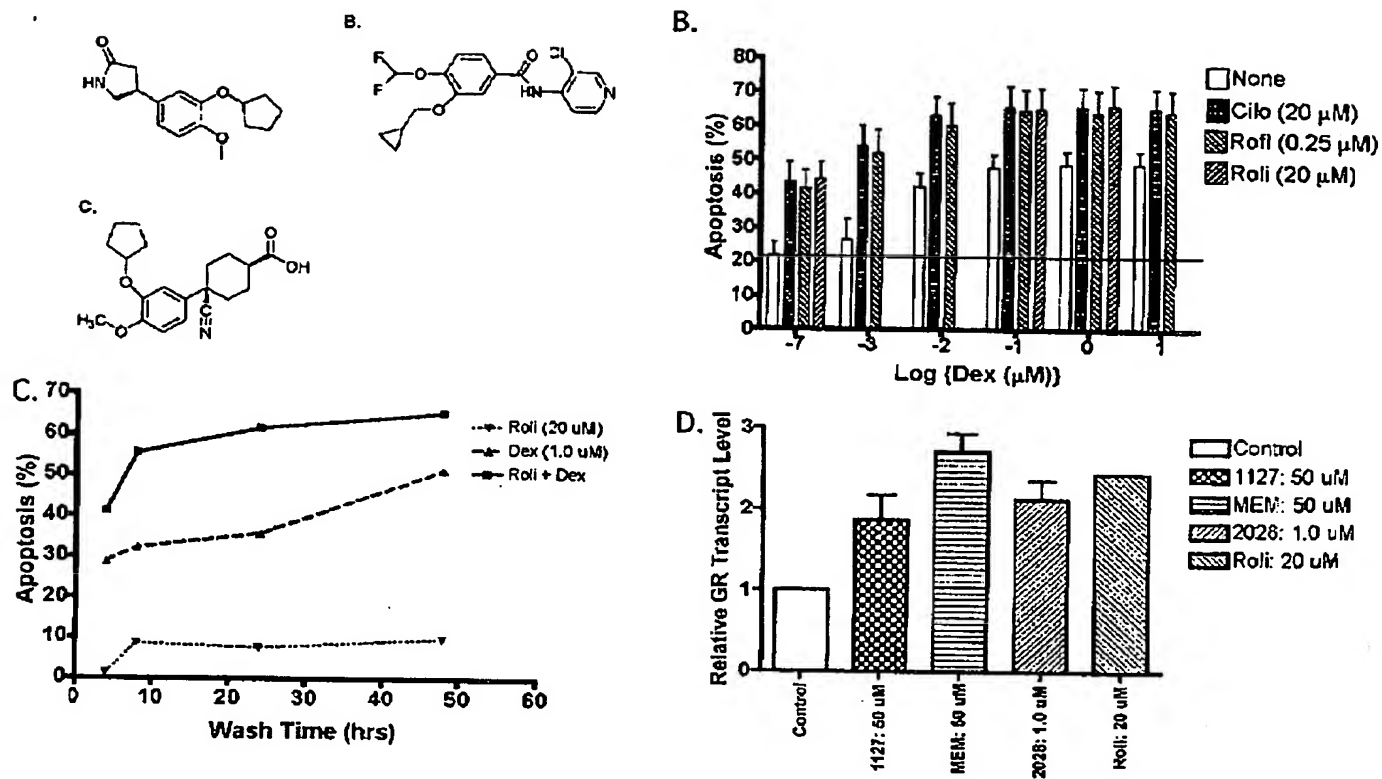 B.
O
HN
O
O
F
F
O
O
O
NH
Cl
N
C.
O
O
OH
H₃C
O
C≡N
B.
Apoptosis (%)
80
70
60
50
40
30
20
10
0
-7
-3
-2
-1
0
1
Log {Dex (μM)}
None
Cilo (20 μM)
Rofl (0.25 μM)
Roli (20 μM)
C.
Apoptosis (%)
70
60
50
40
30
20
10
0
0
10
20
30
40
50
60
Wash Time (hrs)
Roli (20 uM)
Dex (1.0 uM)
Roli + Dex
D.
Relative GR Transcript Level
3
2
1
0
Control
1127: 50 uM
MEM: 50 uM
2028: 1.0 uM
Roli: 20 uM
Control
1127: 50 uM
MEM: 50 uM
2028: 1.0 uM
Roli: 20 uM